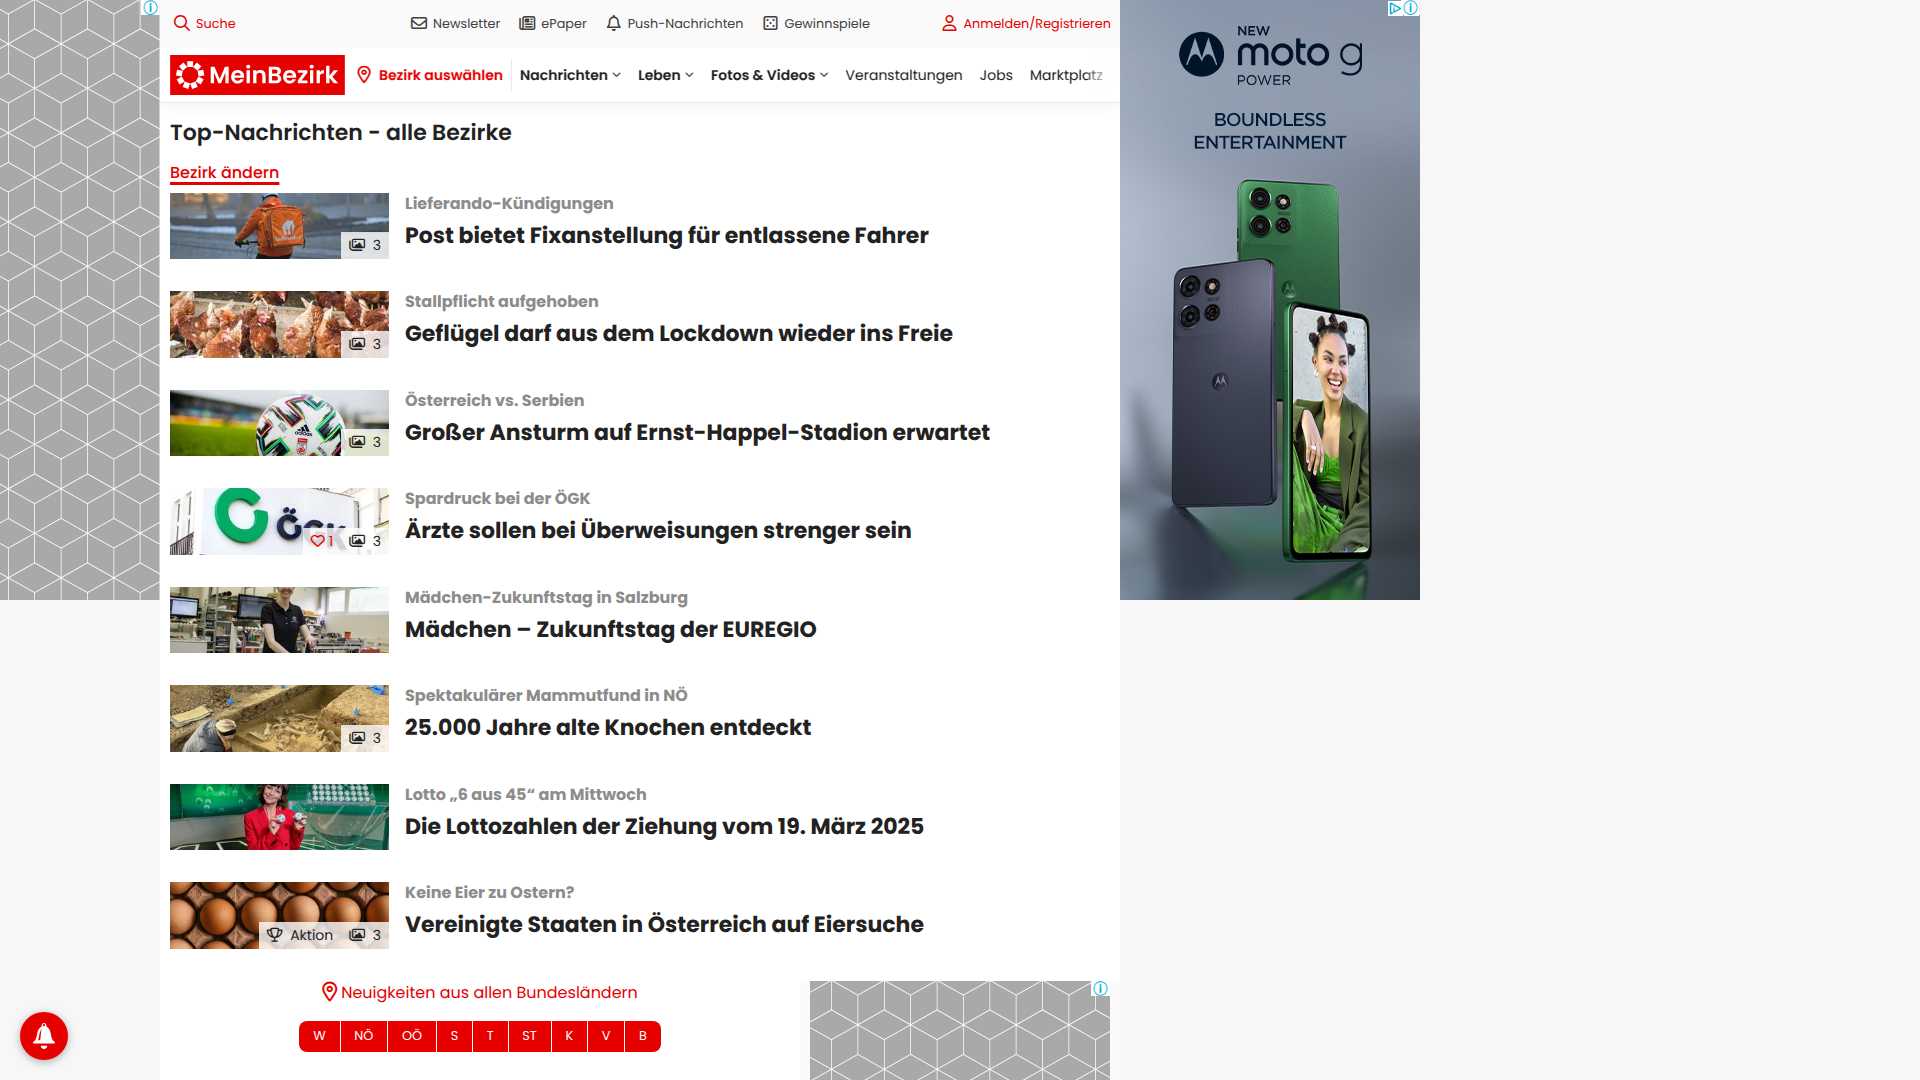 Suche
Newsletter
ePaper
Push-Nachrichten
Gewinnspiele
Anmelden/Registrieren
MeinBezirk
Bezirk auswählen
Nachrichten
Leben
Fotos & Videos
Veranstaltungen
Jobs
Marktplatz
Top-Nachrichten - alle Bezirke
Bezirk ändern
3
Lieferando-Kündigungen
Post bietet Fixanstellung für entlassene Fahrer
3
Stallpflicht aufgehoben
Geflügel darf aus dem Lockdown wieder ins Freie
3
Österreich vs. Serbien
Großer Ansturm auf Ernst-Happel-Stadion erwartet
ÖGK
1
3
Spardruck bei der ÖGK
Ärzte sollen bei Überweisungen strenger sein
Mädchen-Zukunftstag in Salzburg
Mädchen – Zukunftstag der EUREGIO
3
Spektakulärer Mammutfund in NÖ
25.000 Jahre alte Knochen entdeckt
Lotto „6 aus 45“ am Mittwoch
Die Lottozahlen der Ziehung vom 19. März 2025
Aktion
3
Keine Eier zu Ostern?
Vereinigte Staaten in Österreich auf Eiersuche
Neuigkeiten aus allen Bundesländern
W
NÖ
OÖ
S
T
ST
K
V
B
NEW
moto g
POWER
BOUNDLESS
ENTERTAINMENT